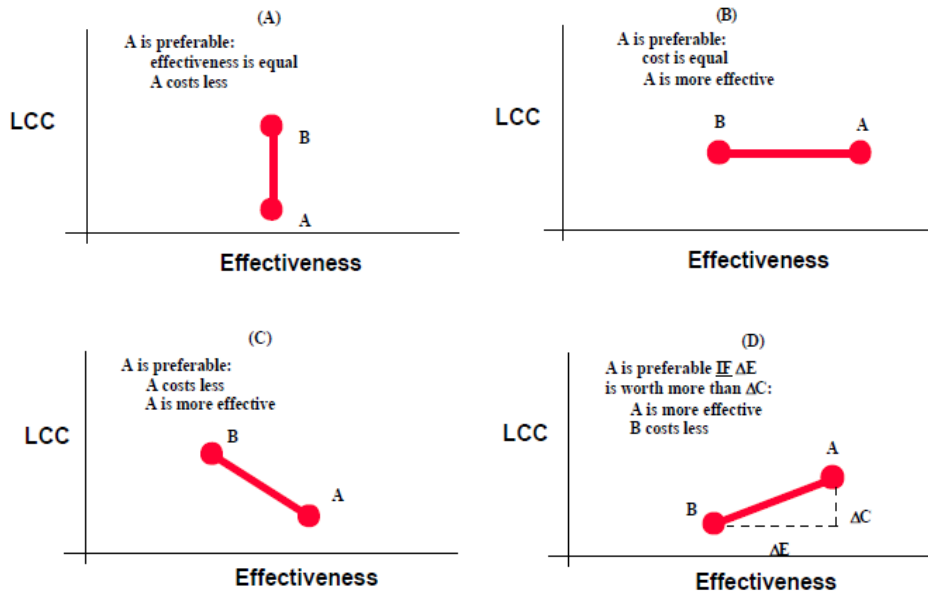 (A)
A is preferable:
effectiveness is equal
A costs less
LCC
B
A
Effectiveness
(B)
A is preferable:
cost is equal
A is more effective
LCC
B
A
Effectiveness
(C)
A is preferable:
A costs less
A is more effective
LCC
B
A
Effectiveness
(D)
A is preferable IF ΔE
is worth more than ΔC:
A is more effective
B costs less
LCC
A
B
ΔC
ΔE
Effectiveness